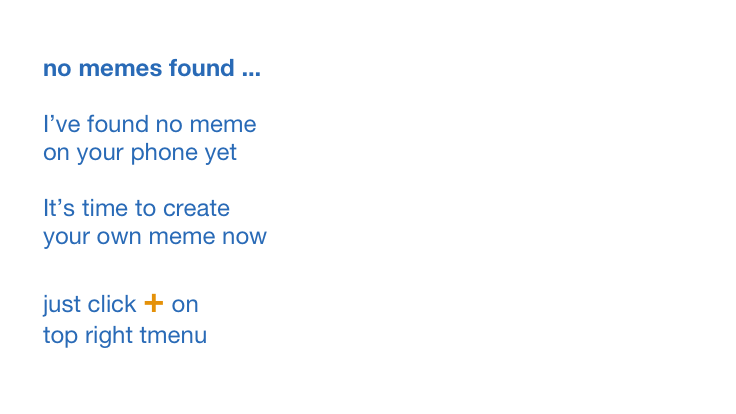 no memes found ...
I’ve found no meme
on your phone yet
It’s time to create
your own meme now
just click + on
top right tmenu